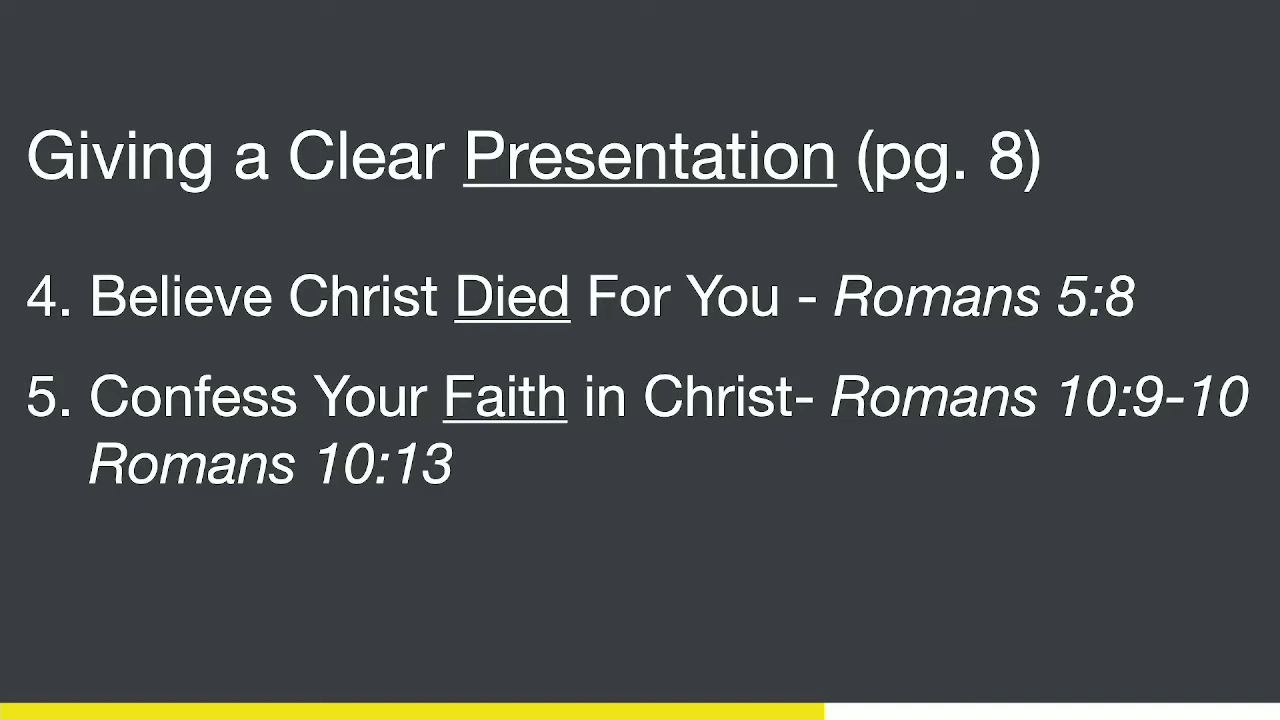 Giving a Clear Presentation (pg. 8)
4. Believe Christ Died For You - Romans 5:8
5. Confess Your Faith in Christ- Romans 10:9-10
Romans 10:13